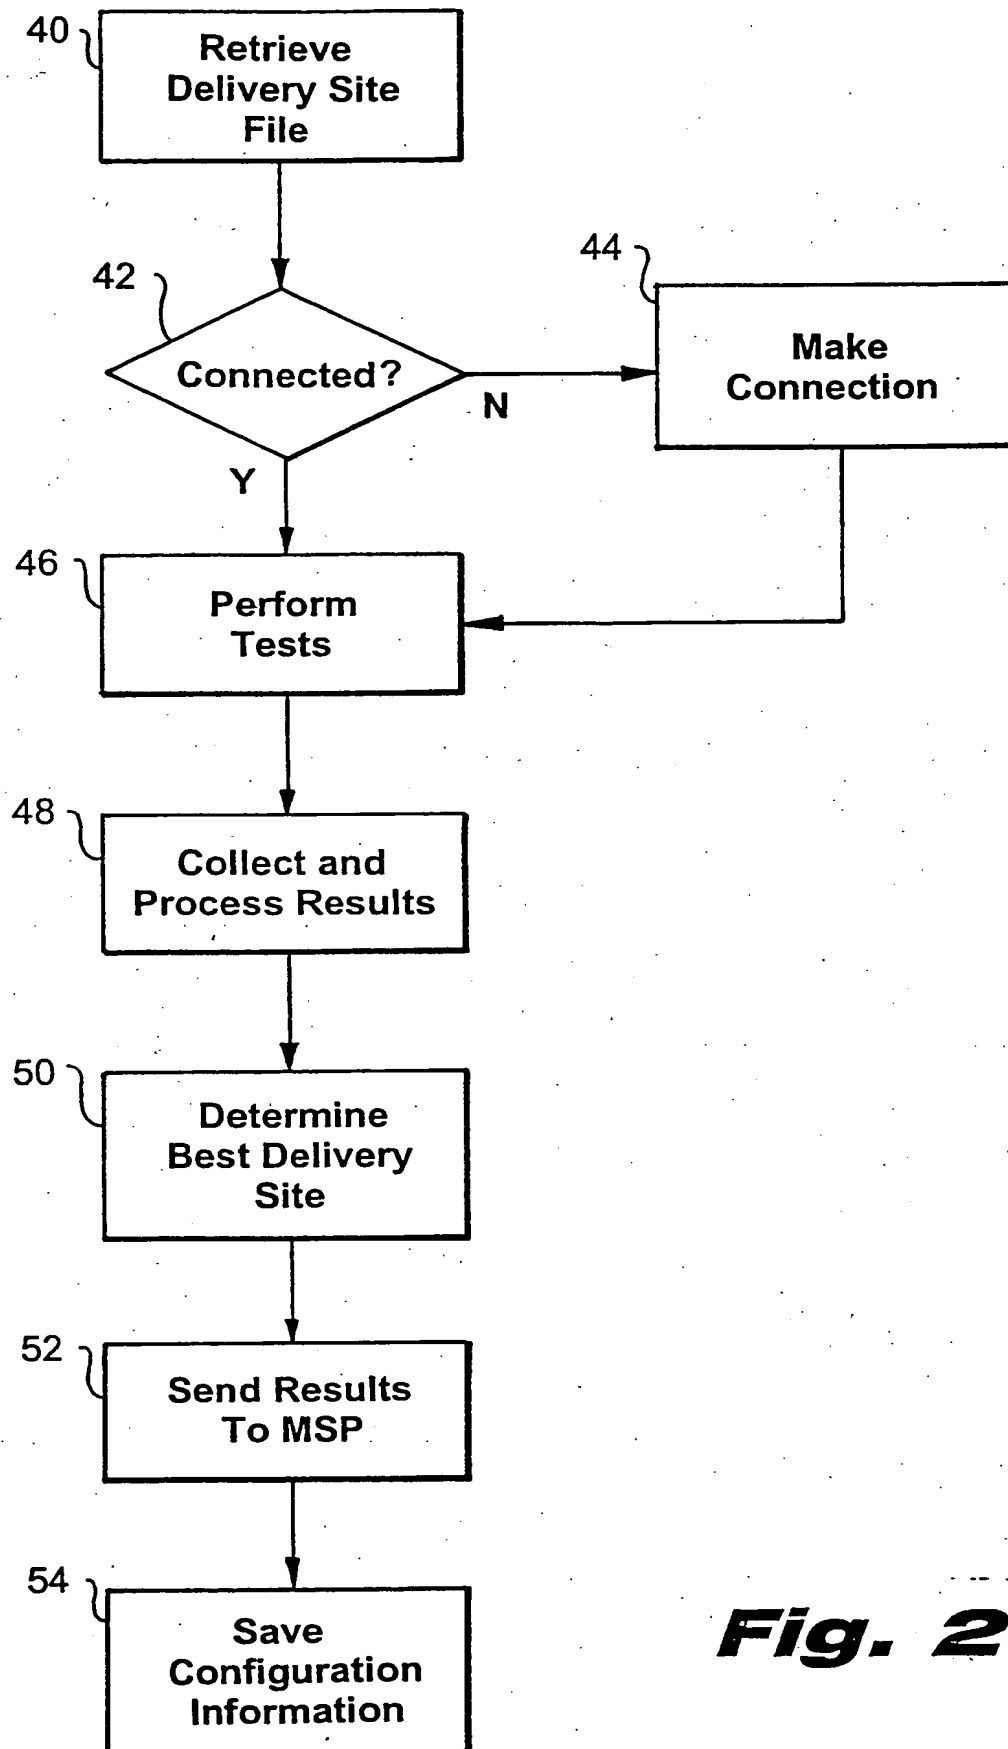 40
Retrieve
Delivery Site
File
42
Connected?
N
Y
44
Make
Connection
46
Perform
Tests
48
Collect and
Process Results
50
Determine
Best Delivery
Site
52
Send Results
To MSP
54
Save
Configuration
Information
Fig. 2